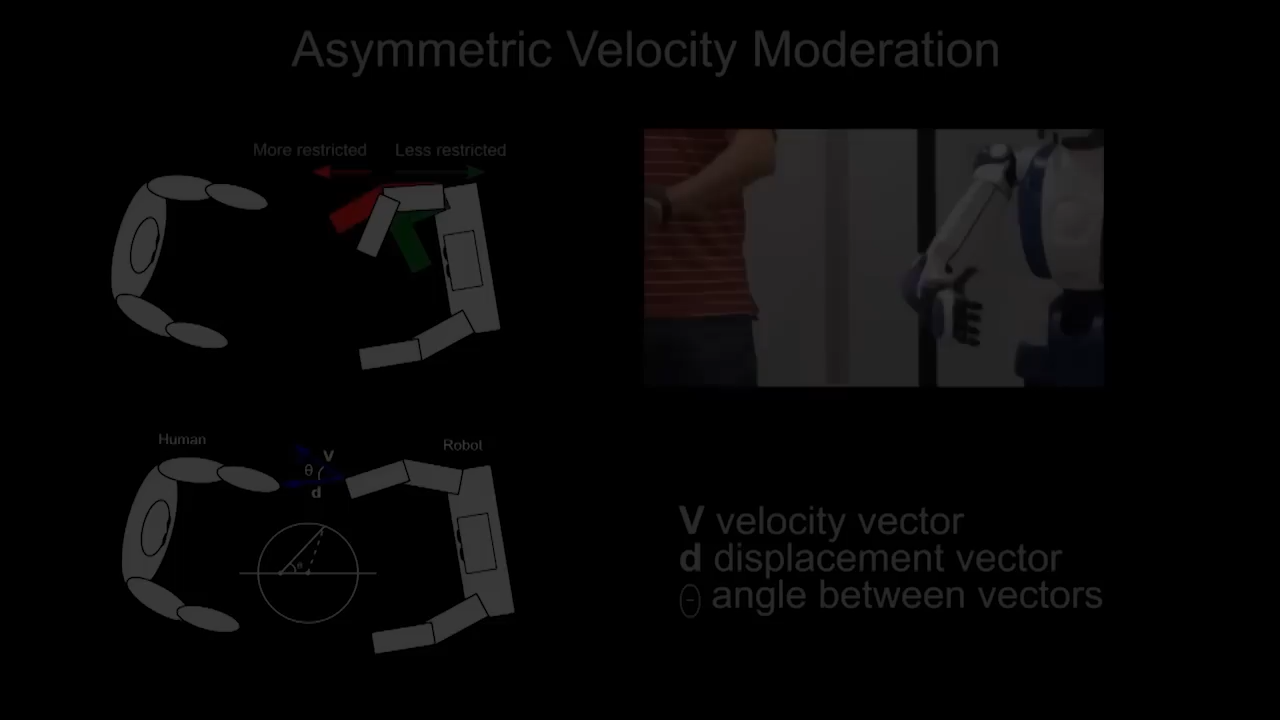 Asymmetric Velocity Moderation
More restricted
Less restricted
Human
Robot
V
θ
d
θ
V velocity vector
d displacement vector
Θ angle between vectors